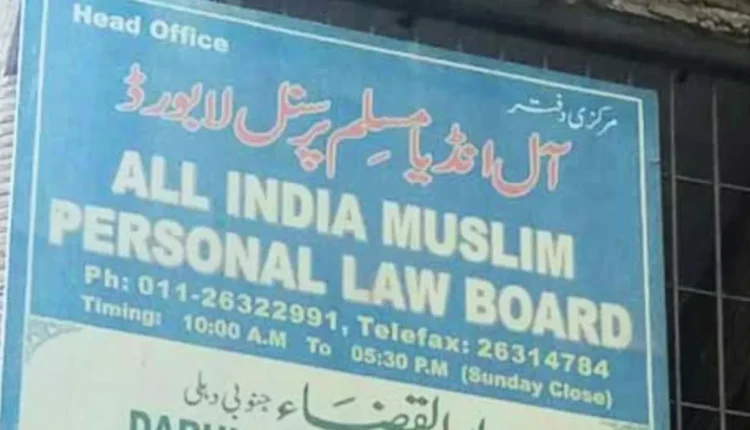 Head Office
مرکزی دفتر
آل انڈیا مسلم پرسنل لا بورڈ
ALL INDIA MUSLIM
PERSONAL LAW BOARD
Ph: 011-26322991, Telefax: 26314784
Timing: 10:00 A.M To 05:30 P.M (Sunday Close)
القضاء جنوبی دہلی